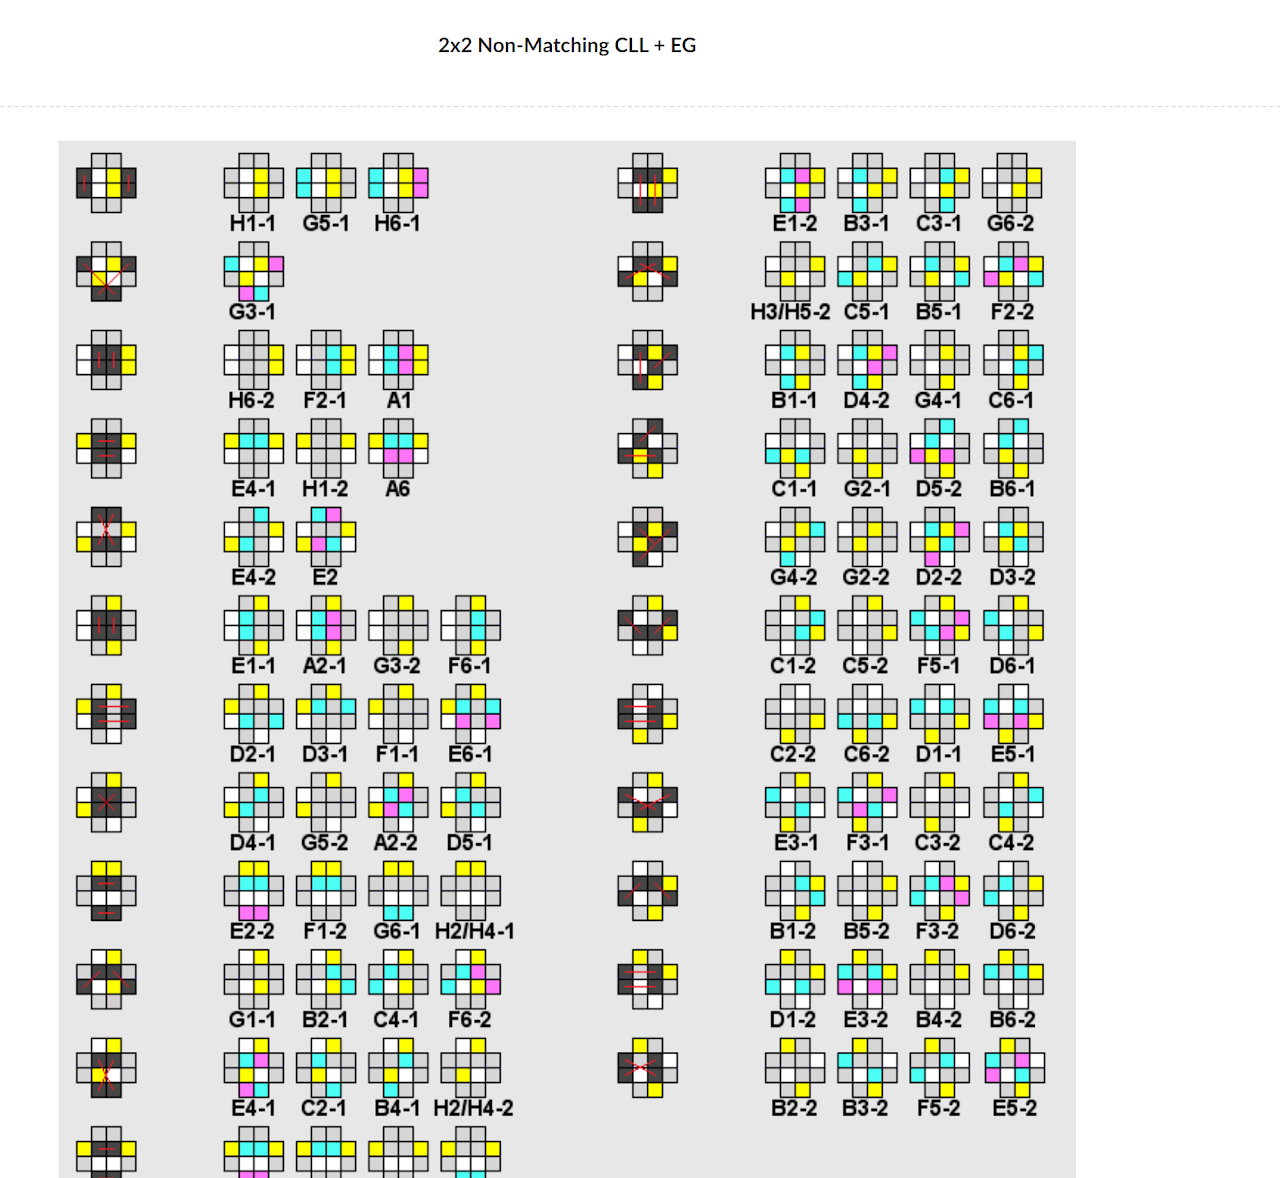 2x2 Non-Matching CLL + EG
H1-1 G5-1 H6-1 E1-2 B3-1 C3-1 G6-2
G3-1 H3/H5-2 C5-1 B5-1 F2-2
H6-2 F2-1 A1 B1-1 D4-2 G4-1 C6-1
E4-1 H1-2 A6 C1-1 G2-1 D5-2 B6-1
E4-2 E2 G4-2 G2-2 D2-2 D3-2
E1-1 A2-1 G3-2 F6-1 C1-2 C5-2 F5-1 D6-1
D2-1 D3-1 F1-1 E6-1 C2-2 C6-2 D1-1 E5-1
D4-1 G5-2 A2-2 D5-1 E3-1 F3-1 C3-2 C4-2
E2-2 F1-2 G6-1 H2/H4-1 B1-2 B5-2 F3-2 D6-2
G1-1 B2-1 C4-1 F6-2 D1-2 E3-2 B4-2 B6-2
E4-1 C2-1 B4-1 H2/H4-2 B2-2 B3-2 F5-2 E5-2